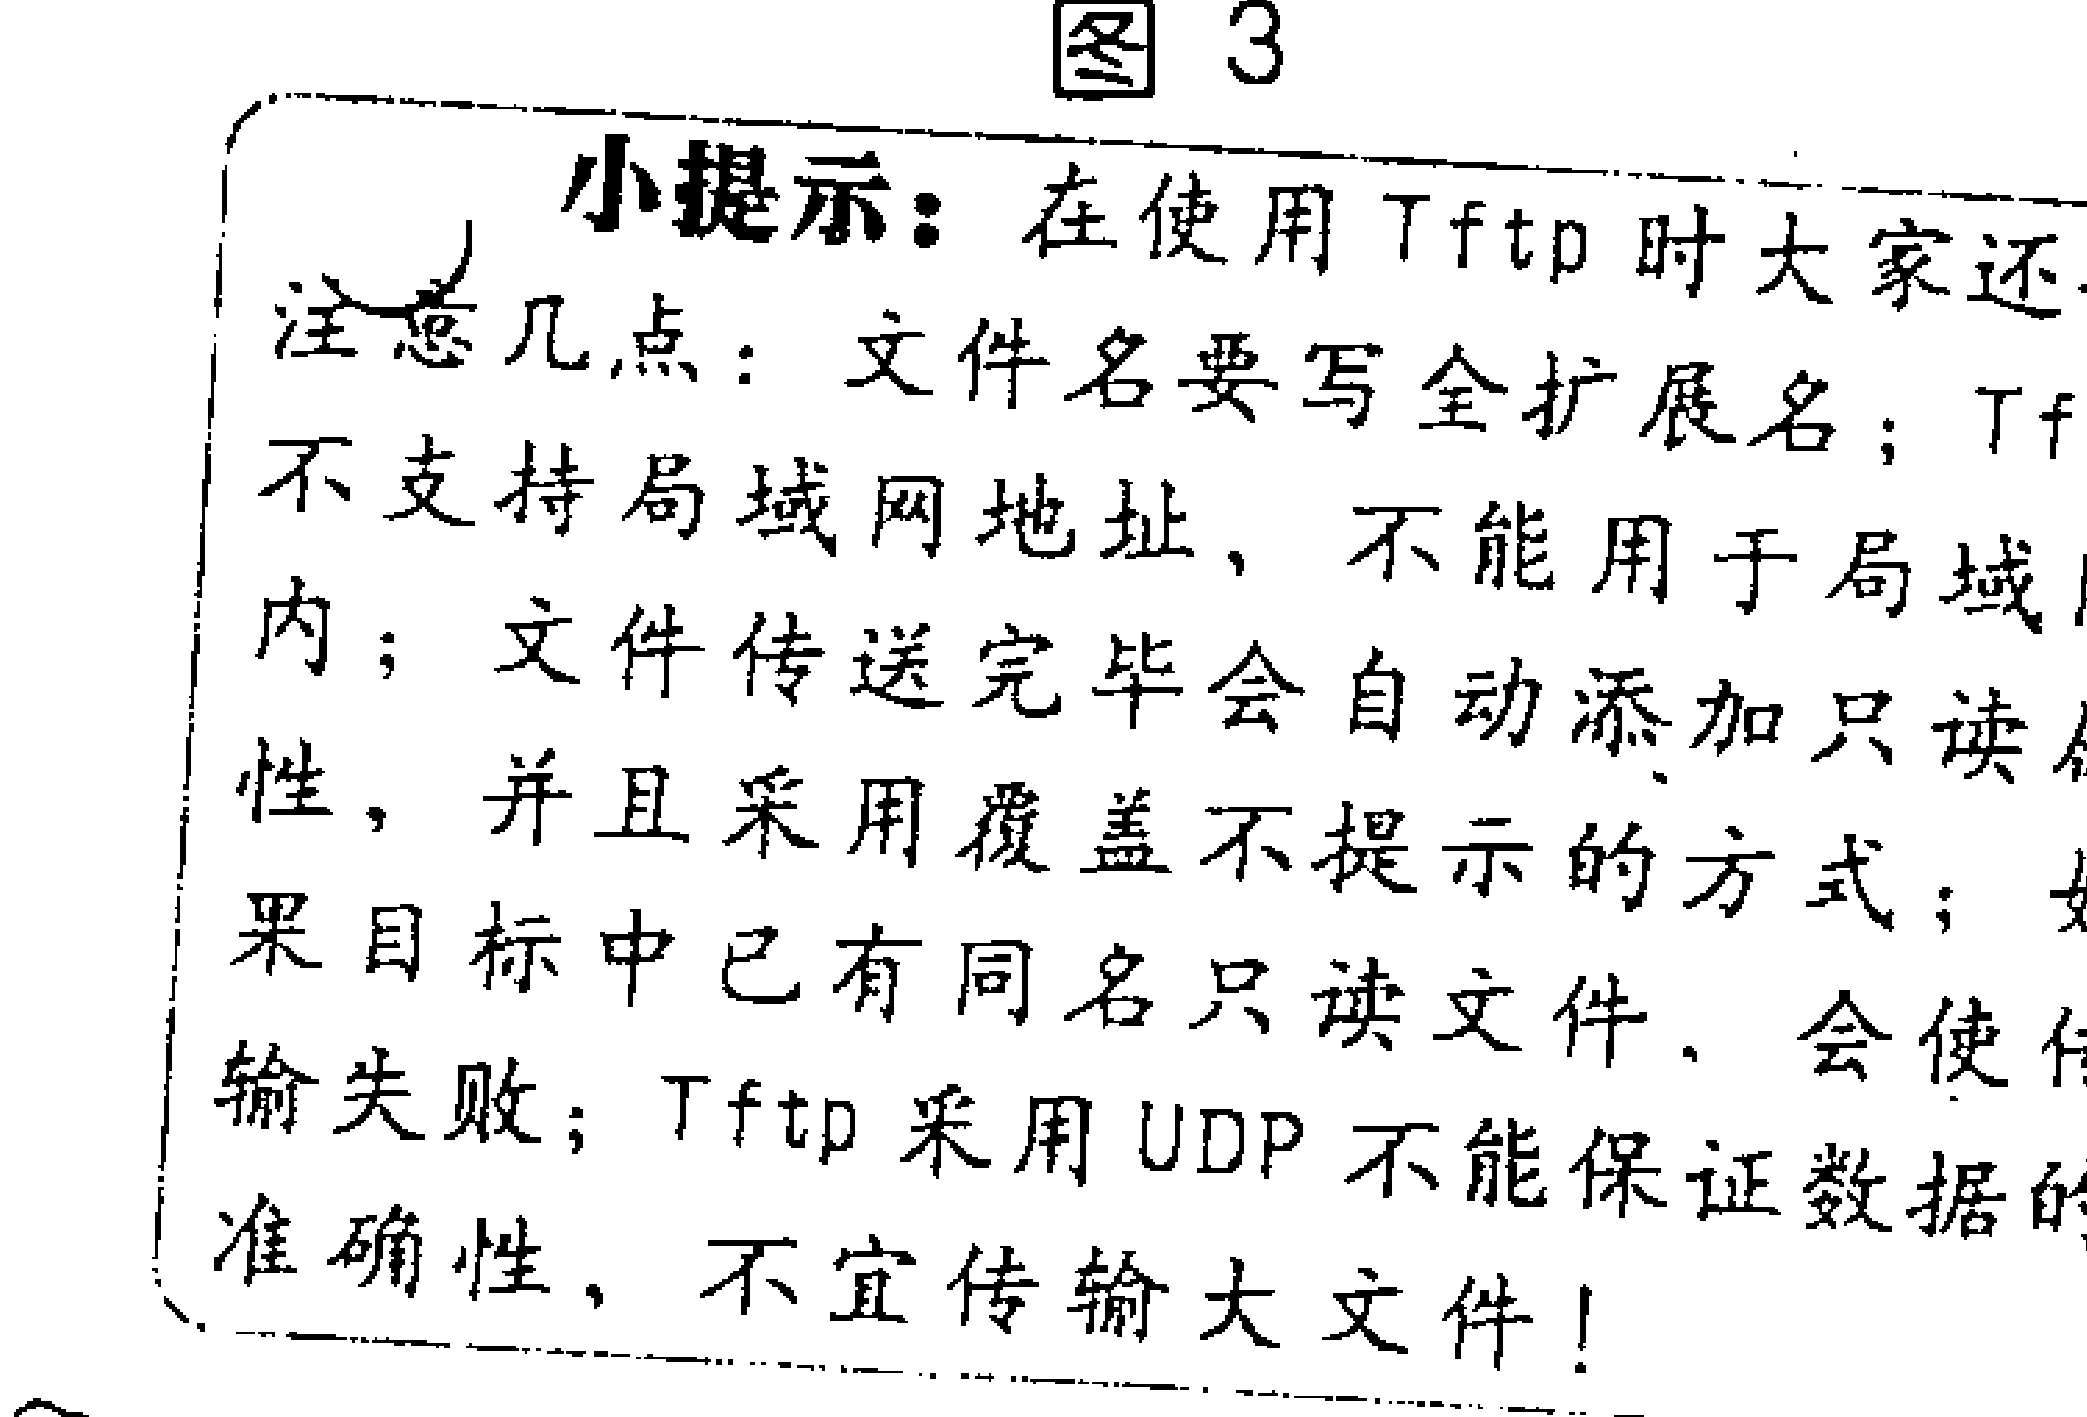 图 3
小提示：在使用 Tftp 时大家还
注意几点：文件名要写全扩展名；Tf
不支持局域网地址，不能用于局域
内；文件传送完毕会自动添加只读
性，并且采用覆盖不提示的方式；
果目标中已有同名只读文件，会使
输失败；Tftp 采用 UDP 不能保证数据的
准确性，不宜传输大文件！